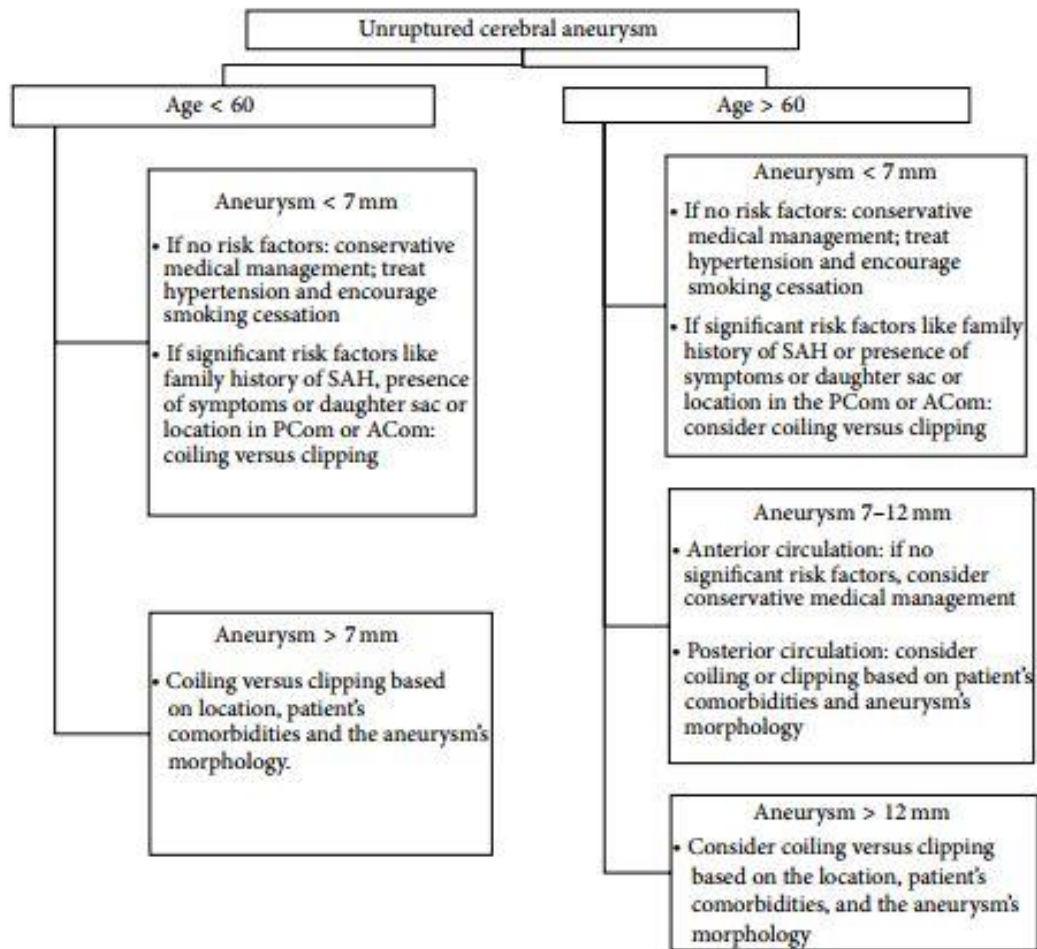 Unruptured cerebral aneurysm
Age < 60
Aneurysm < 7 mm
• If no risk factors: conservative
medical management; treat
hypertension and encourage
smoking cessation
• If significant risk factors like
family history of SAH, presence
of symptoms or daughter sac or
location in PCom or ACom:
coiling versus clipping
Aneurysm > 7 mm
• Coiling versus clipping based
on location, patient's
comorbidities and the aneurysm's
morphology.
Age > 60
Aneurysm < 7 mm
• If no risk factors: conservative
medical management; treat
hypertension and encourage
smoking cessation
• If significant risk factors like family
history of SAH or presence of
symptoms or daughter sac or
location in the PCom or ACom:
consider coiling versus clipping
Aneurysm 7–12 mm
• Anterior circulation: if no
significant risk factors, consider
conservative medical management
• Posterior circulation: consider
coiling or clipping based on patient's
comorbidities and aneurysm's
morphology
Aneurysm > 12 mm
• Consider coiling versus clipping
based on the location, patient's
comorbidities, and the aneurysm's
morphology